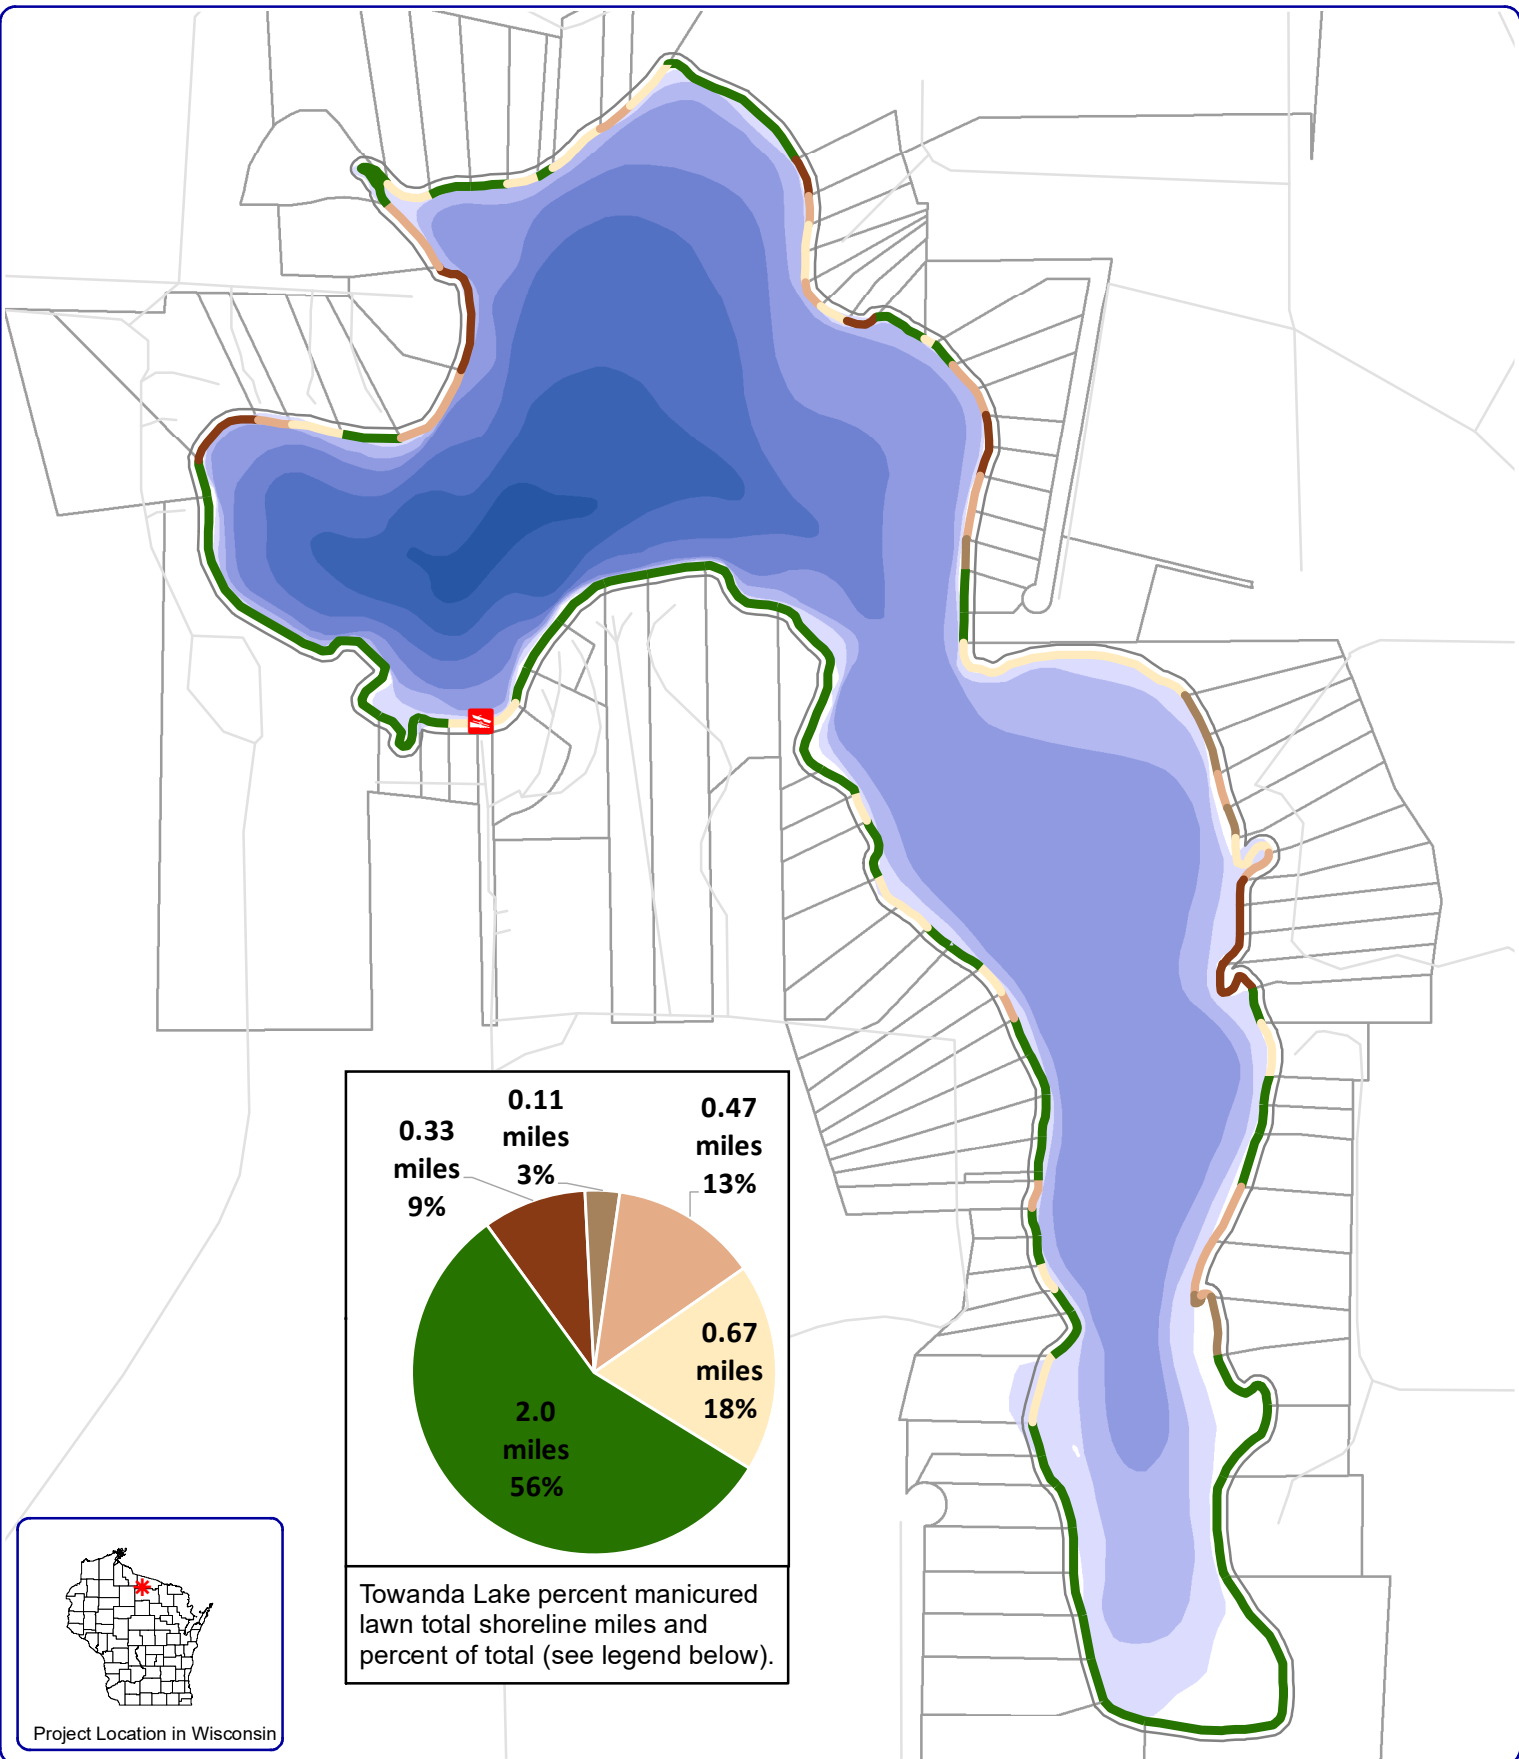 0.11
miles
3%
0.47
miles
13%
0.33
miles
9%
0.67
miles
18%
2.0
miles
56%
Towanda Lake percent manicured
lawn total shoreline miles and
percent of total (see legend below).
Project Location in Wisconsin